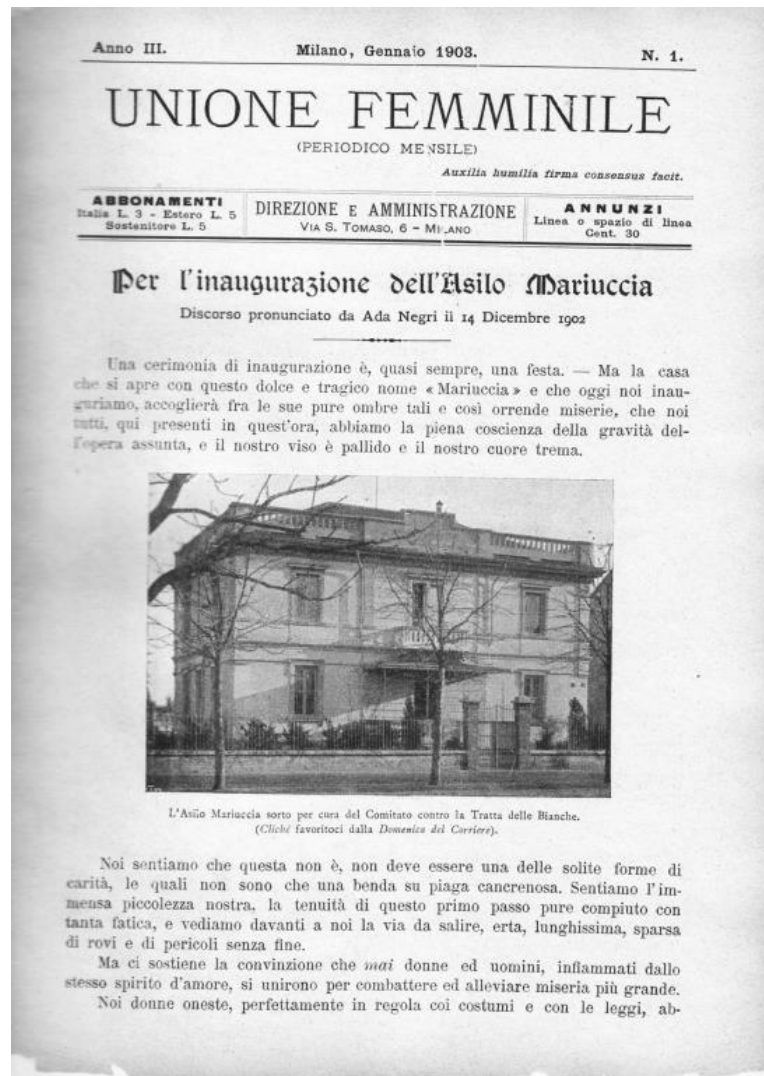 Anno III.
Milano, Gennaio 1903.
N. 1.
UNIONE FEMMINILE
(PERIODICO MENSILE)
Auxilia humilia firma consensus facit.
ABBONAMENTI
Italia L. 3 - Estero L. 5
Sostenitore L. 5
DIREZIONE E AMMINISTRAZIONE
VIA S. TOMASO, 6 - MILANO
ANNUNZI
Linea o spazio di linea
Cent. 30
Per l'inaugurazione dell'Asilo Mariuccia
Discorso pronunciato da Ada Negri ii 14 Dicembre 1902
Una cerimonia di inaugurazione è, quasi sempre, una festa. — Ma la casa
che si apre con questo dolce e tragico nome « Mariuccia » e che oggi noi inau-
guriamo, accoglierà fra le sue pure ombre tali e così orrende miserie, che noi
tutti, qui presenti in quest'ora, abbiamo la piena coscienza della gravità del-
l'opera assunta, e il nostro viso è pallido e il nostro cuore trema.
L'Asilo Mariuccia sorto per cura del Comitato contro la Tratta delle Bianche.
(Cliché favoritoci dalla Domenica del Corriere).
Noi sentiamo che questa non è, non deve essere una delle solite forme di
carità, le quali non sono che una benda su piaga cancrenosa. Sentiamo l'im-
mensa piccolezza nostra, la tenuità di questo primo passo pure compiuto con
tanta fatica, e vediamo davanti a noi la via da salire, erta, lunghissima, sparsa
di rovi e di pericoli senza fine.
Ma ci sostiene la convinzione che mai donne ed uomini, inflammati dallo
stesso spirito d'amore, si unirono per combattere ed alleviare miseria più grande.
Noi donne oneste, perfettamente in regola coi costumi e con le leggi, ab-